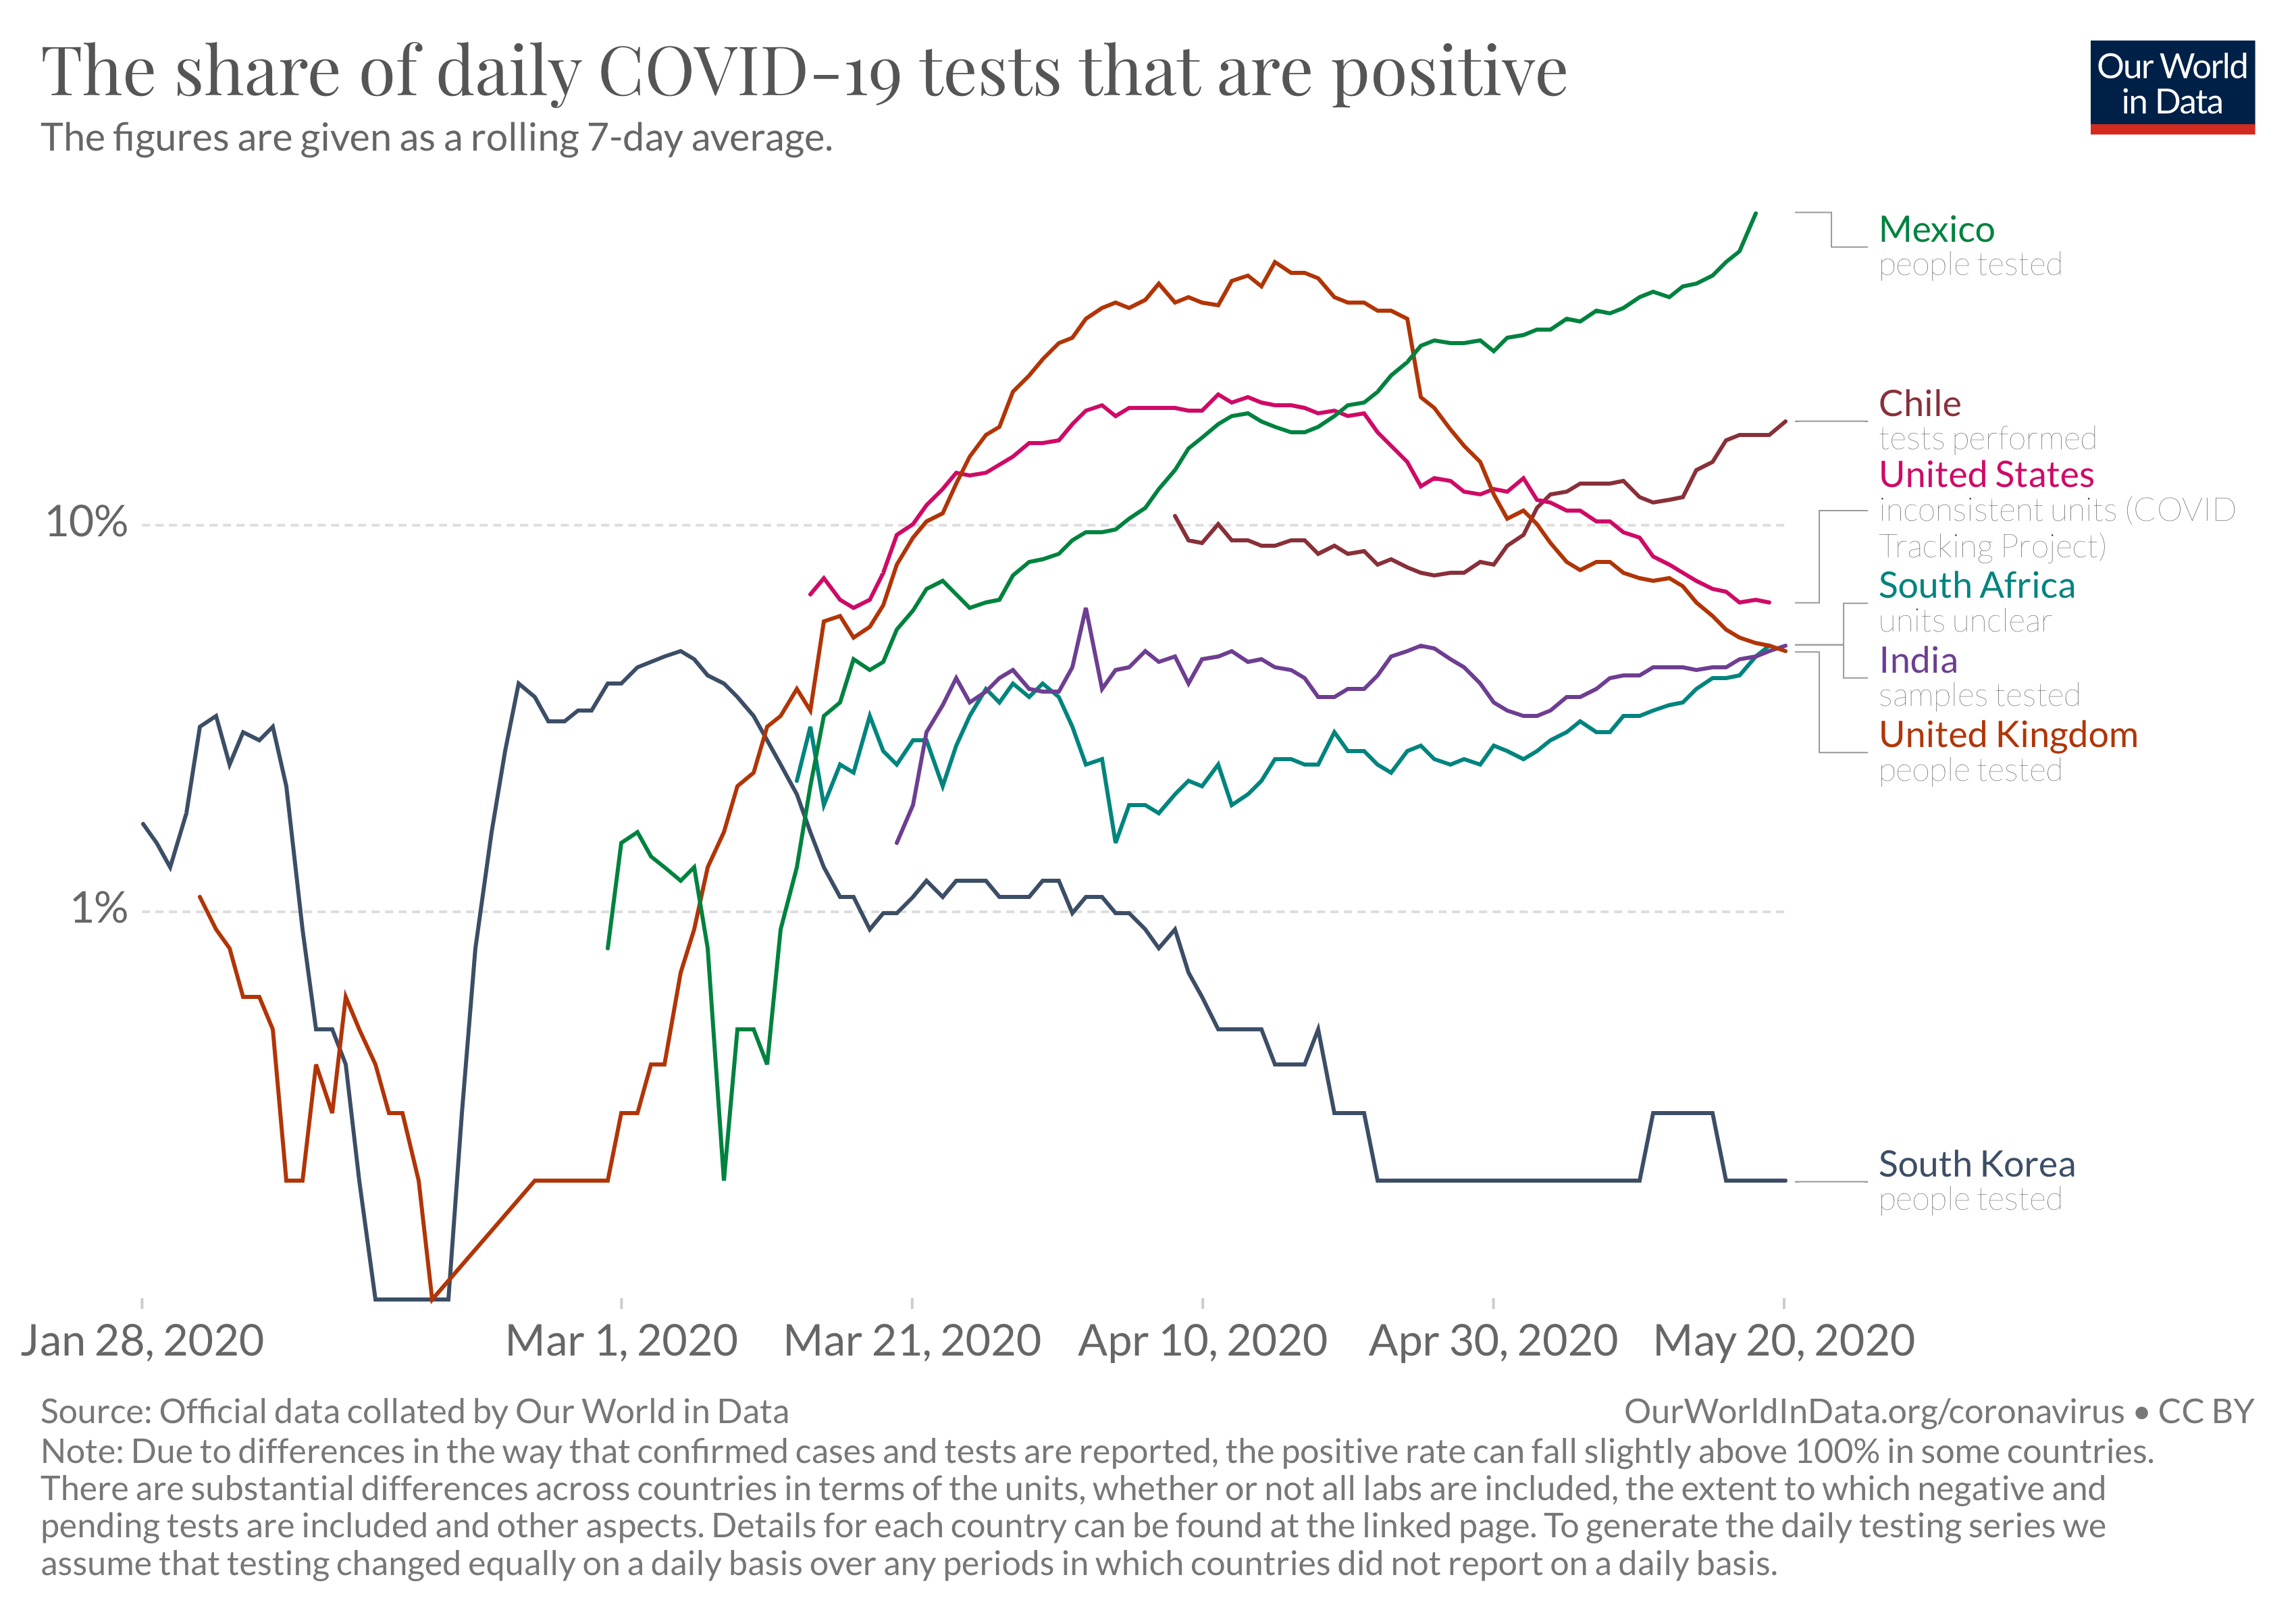 The share of daily COVID-19 tests that are positive
The figures are given as a rolling 7-day average.
Our World
in Data
Mexico
people tested
Chile
tests performed
United States
inconsistent units (COVID
Tracking Project)
South Africa
units unclear
India
samples tested
United Kingdom
people tested
South Korea
people tested
10%
1%
Jan 28, 2020
Mar 1, 2020
Mar 21, 2020
Apr 10, 2020
Apr 30, 2020
May 20, 2020
Source: Official data collated by Our World in Data
OurWorldInData.org/coronavirus • CC BY
Note: Due to differences in the way that confirmed cases and tests are reported, the positive rate can fall slightly above 100% in some countries.
There are substantial differences across countries in terms of the units, whether or not all labs are included, the extent to which negative and
pending tests are included and other aspects. Details for each country can be found at the linked page. To generate the daily testing series we
assume that testing changed equally on a daily basis over any periods in which countries did not report on a daily basis.